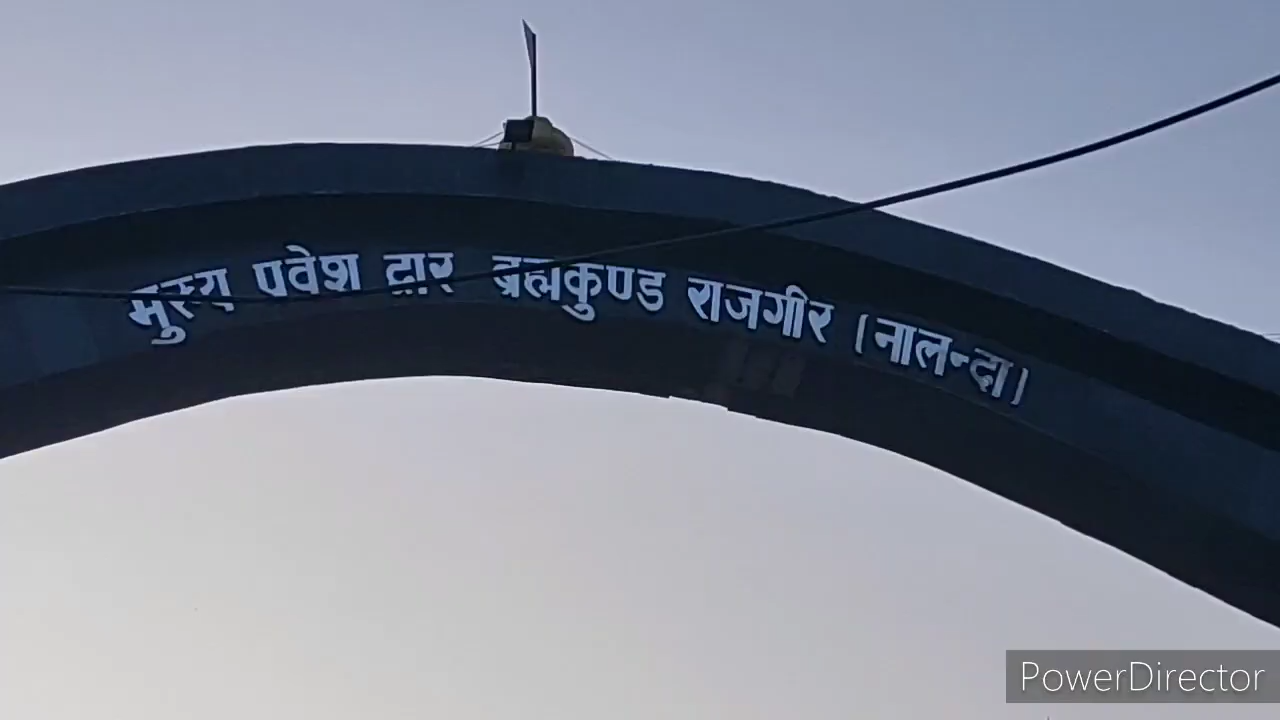 मुख्य प्रवेश द्वार ब्रह्मकुण्ड राजगीर (नालन्दा)
PowerDirector